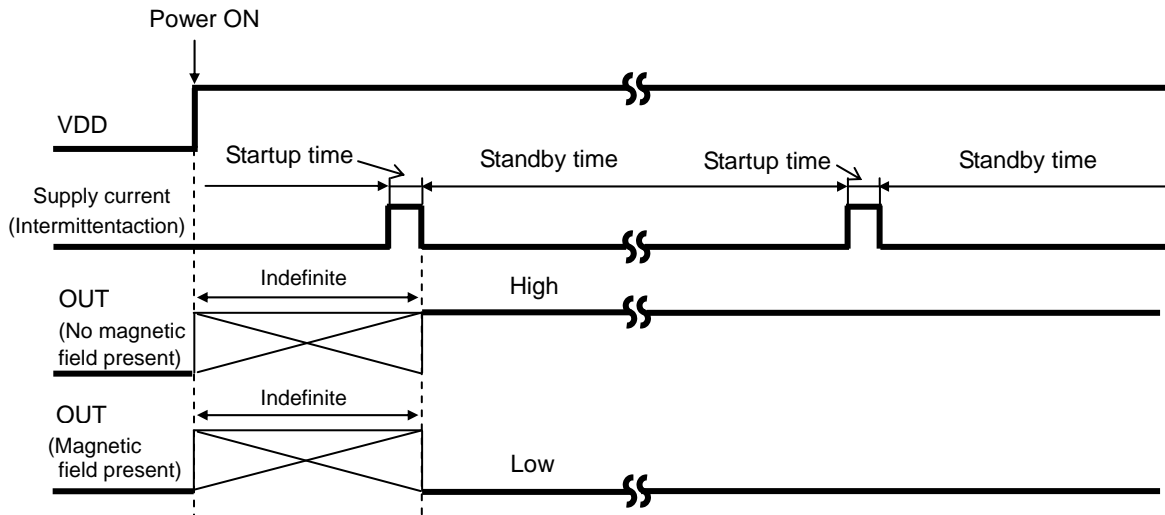 Power ON
VDD
Startup time
Standby time
Startup time
Standby time
Supply current
(Intermittentaction)
Indefinite
OUT
(No magnetic
field present)
High
Indefinite
OUT
(Magnetic
field present)
Low